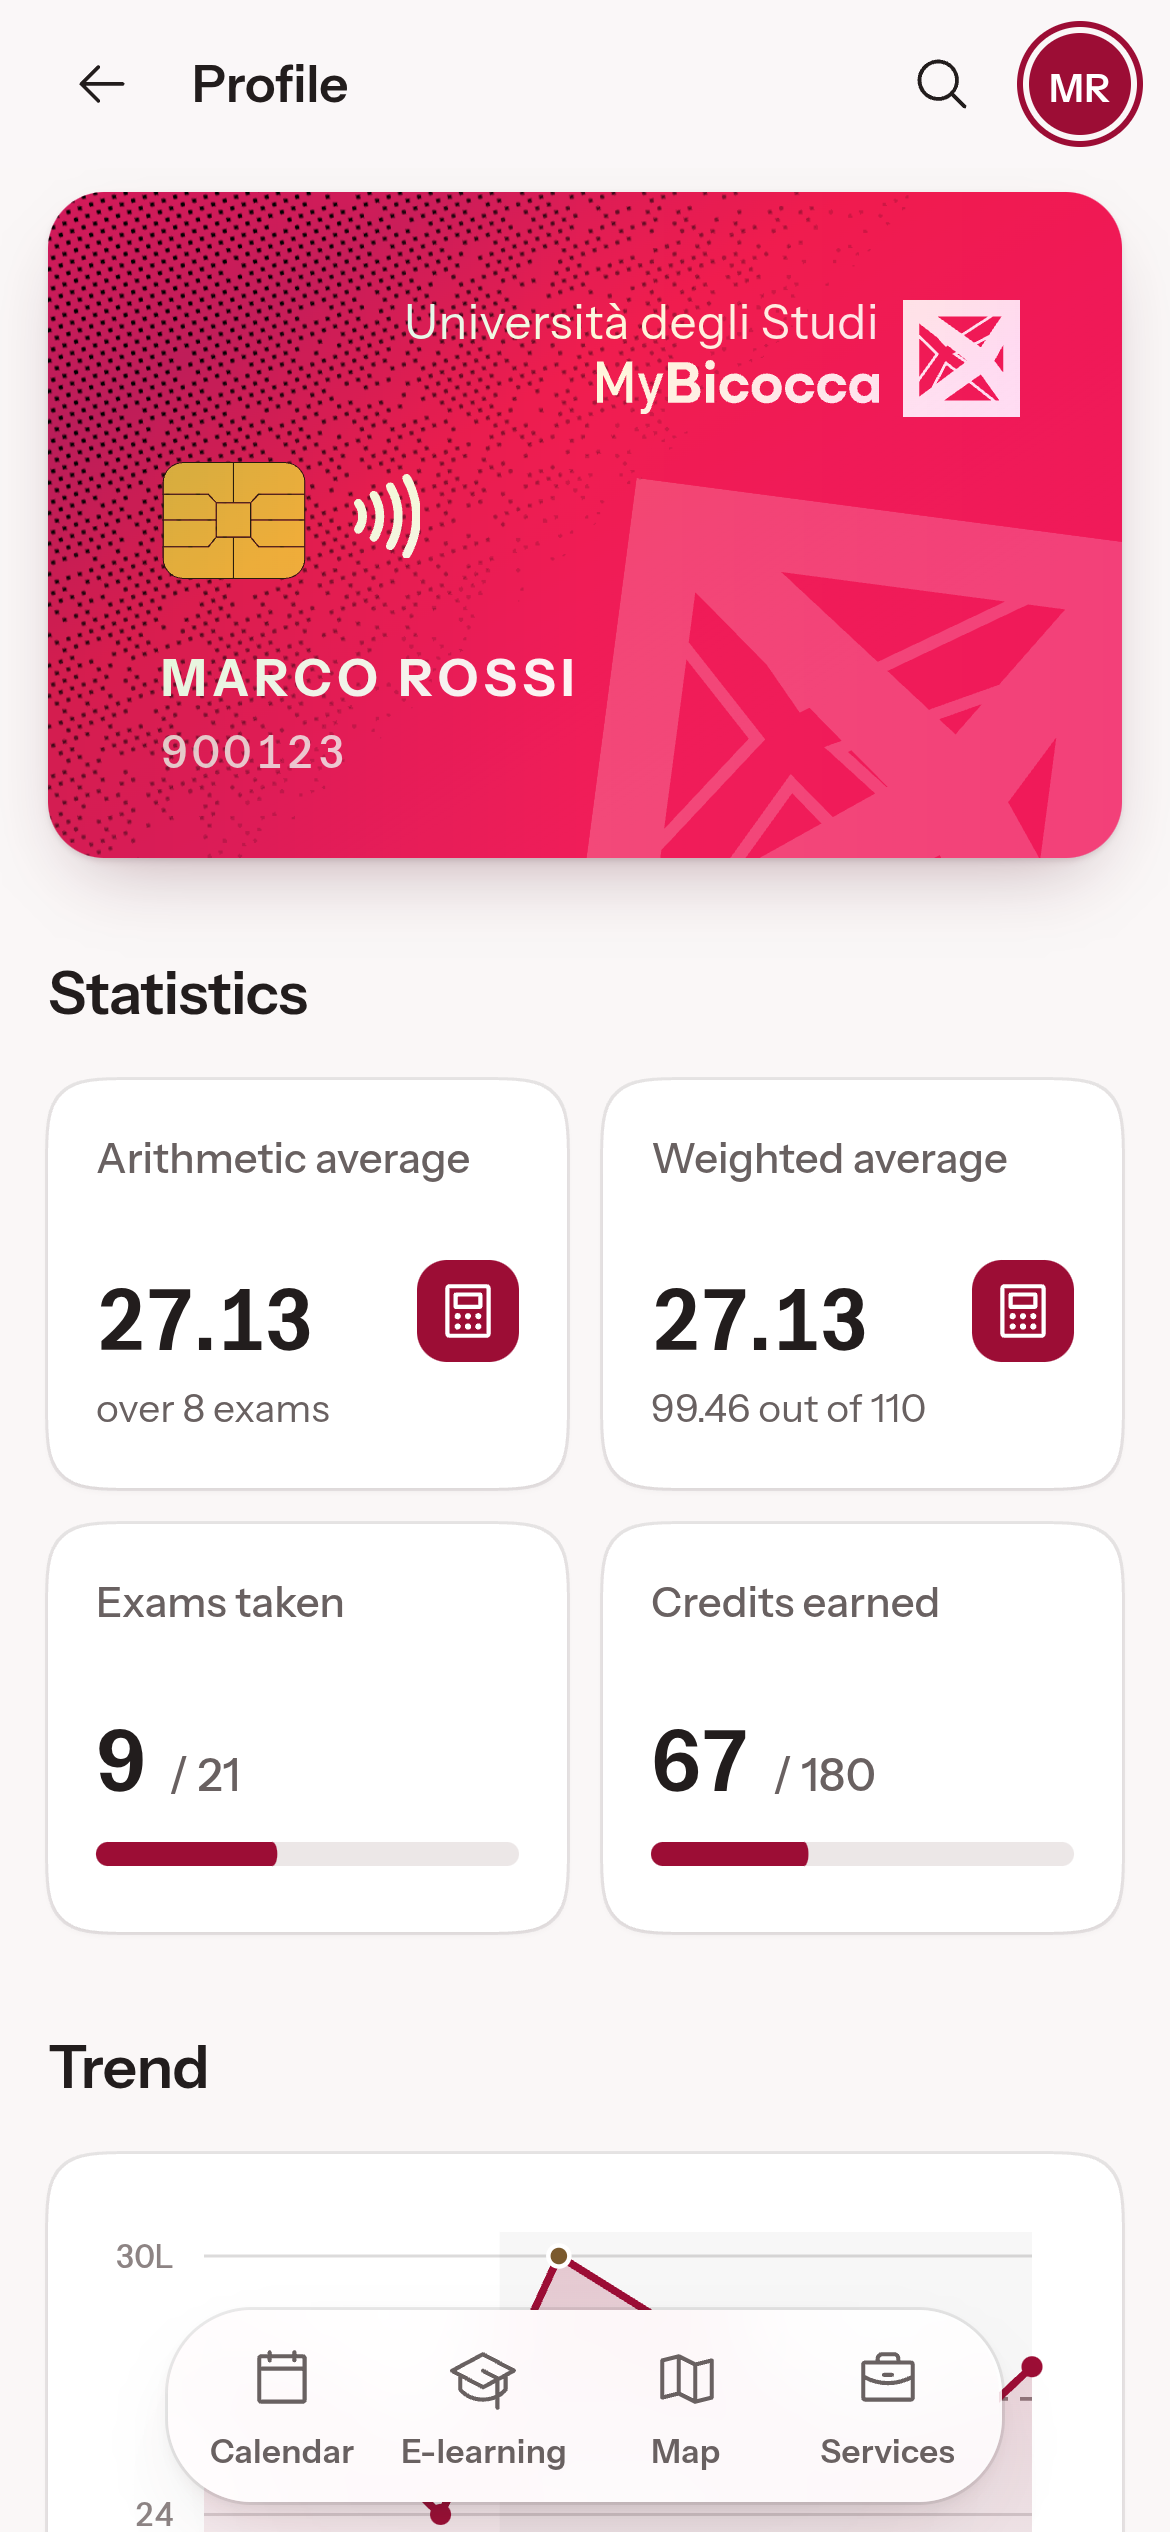 Profile
MR
Università degli Studi
MyBicocca
MARCO ROSSI
900123
Statistics
Arithmetic average
27.13
over 8 exams
Weighted average
27.13
99.46 out of 110
Exams taken
9 / 21
Credits earned
67 / 180
Trend
30L
Calendar
E-learning
Map
Services
24